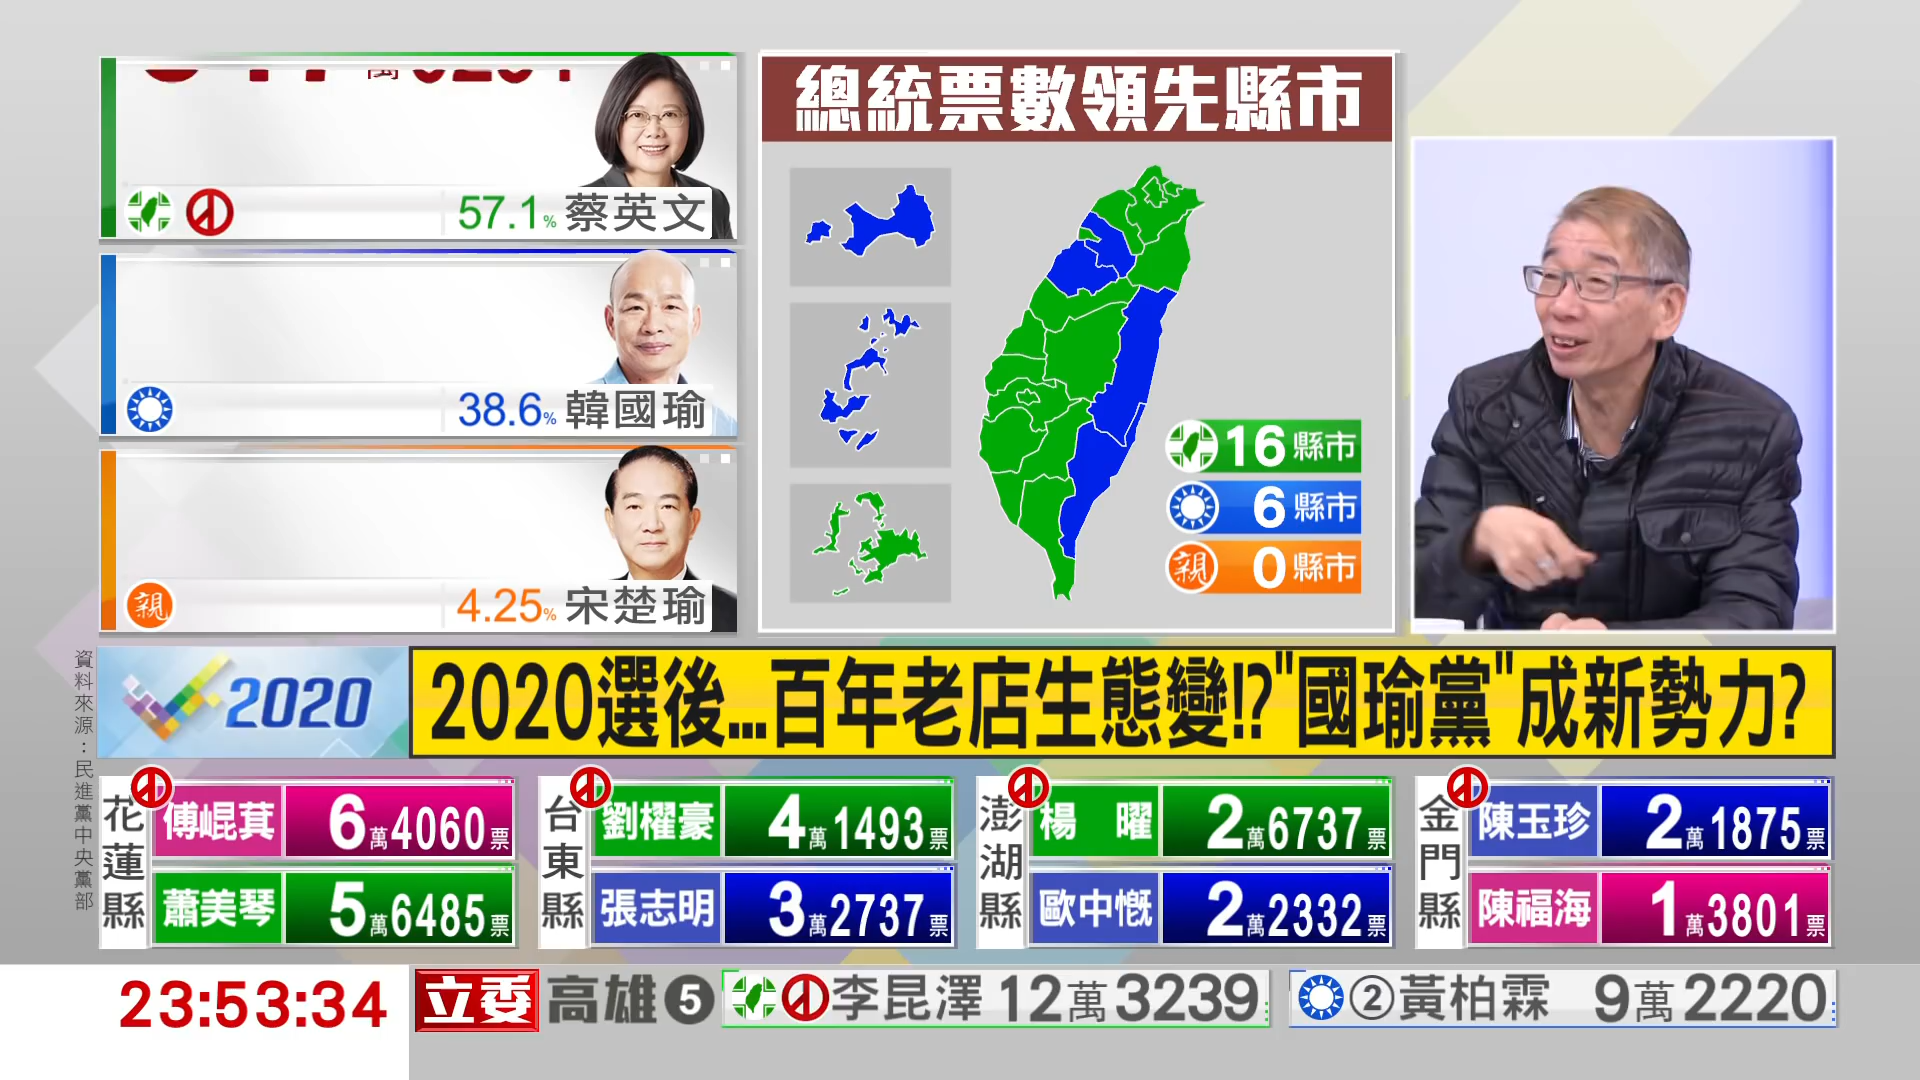 總統票數領先縣市
57.1% 蔡英文
38.6% 韓國瑜
親 4.25% 宋楚瑜
16 縣市
6 縣市
親 0 縣市
資料來源：民進黨中央黨部
2020
2020選後...百年老店生態變!?"國瑜黨"成新勢力?
花蓮縣
傅崐萁 6萬4060票
蕭美琴 5萬6485票
台東縣
劉櫂豪 4萬1493票
張志明 3萬2737票
澎湖縣
楊 曜 2萬6737票
歐中慨 2萬2332票
金門縣
陳玉珍 2萬1875票
陳福海 1萬3801票
23:53:34
立委 高雄5 李昆澤 12萬3239 ②黃柏霖 9萬2220